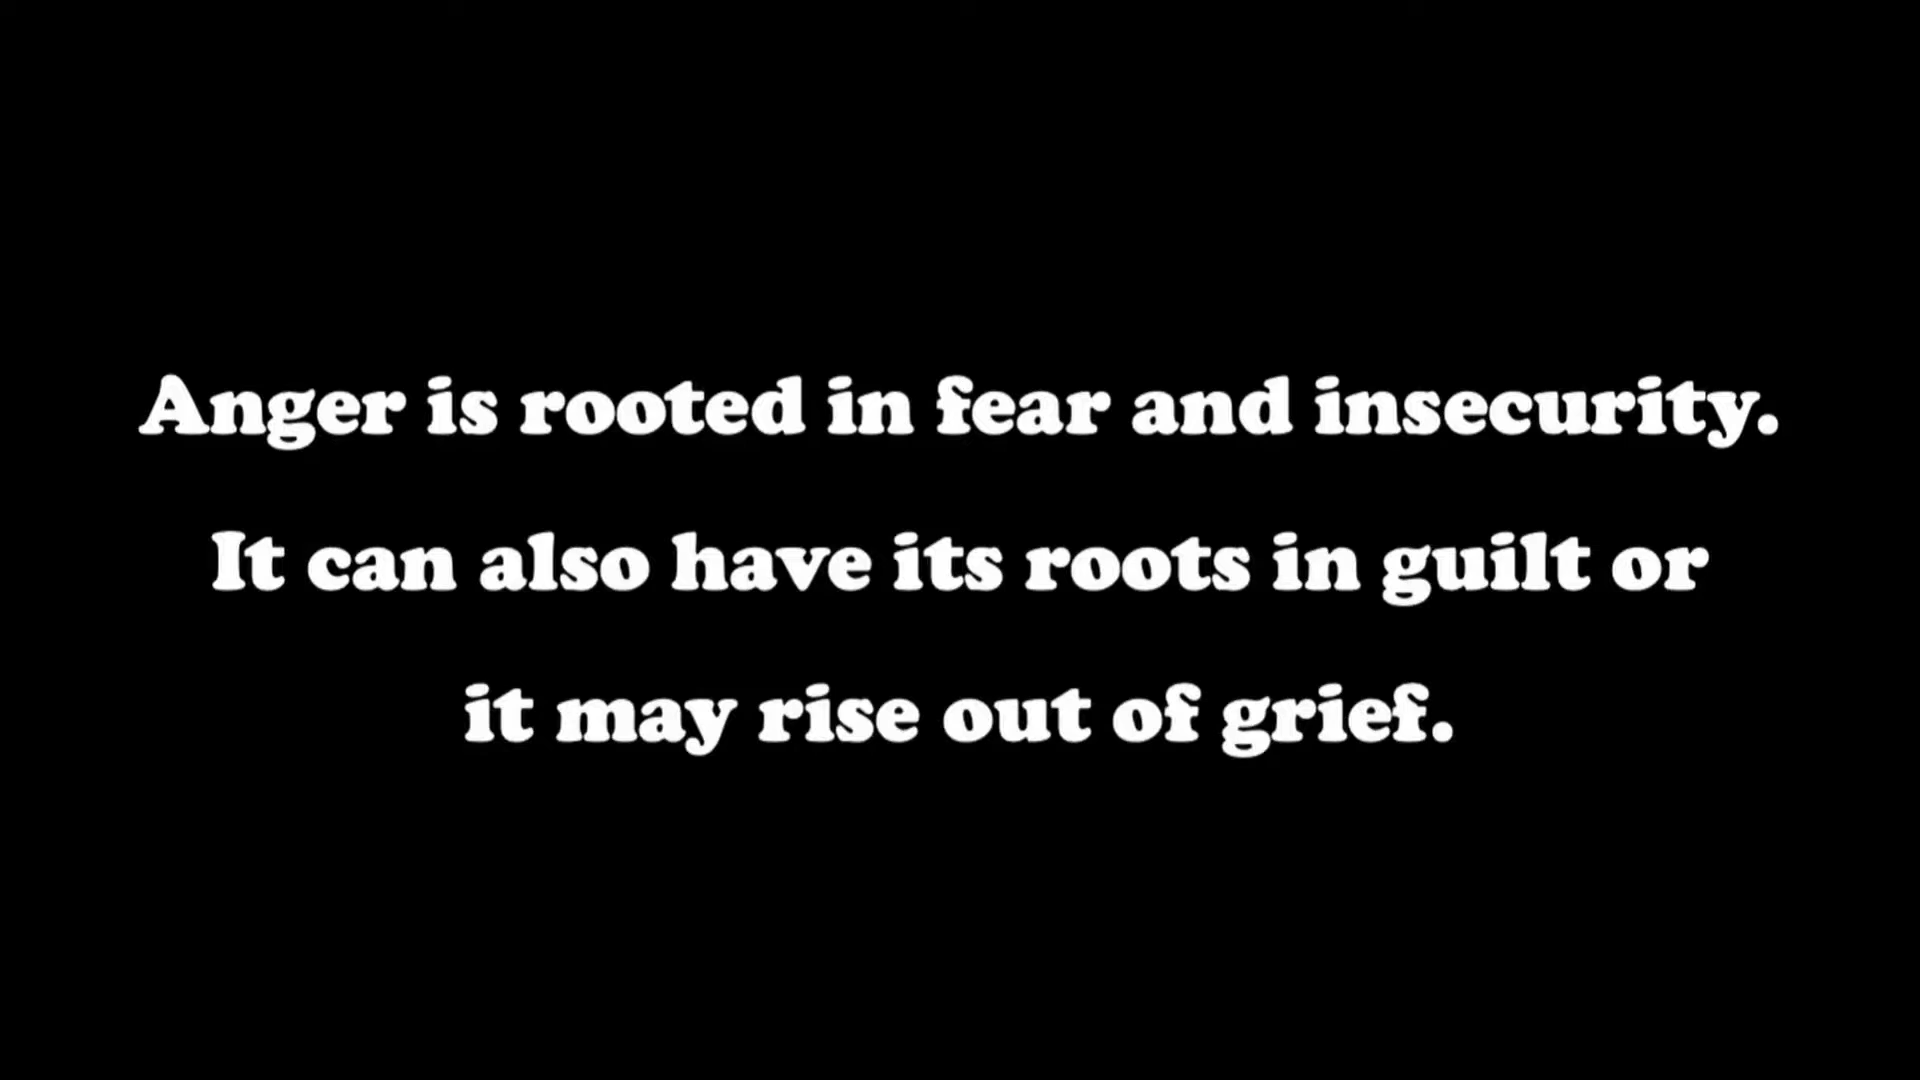 Anger is rooted in fear and insecurity.
It can also have its roots in guilt or
it may rise out of grief.